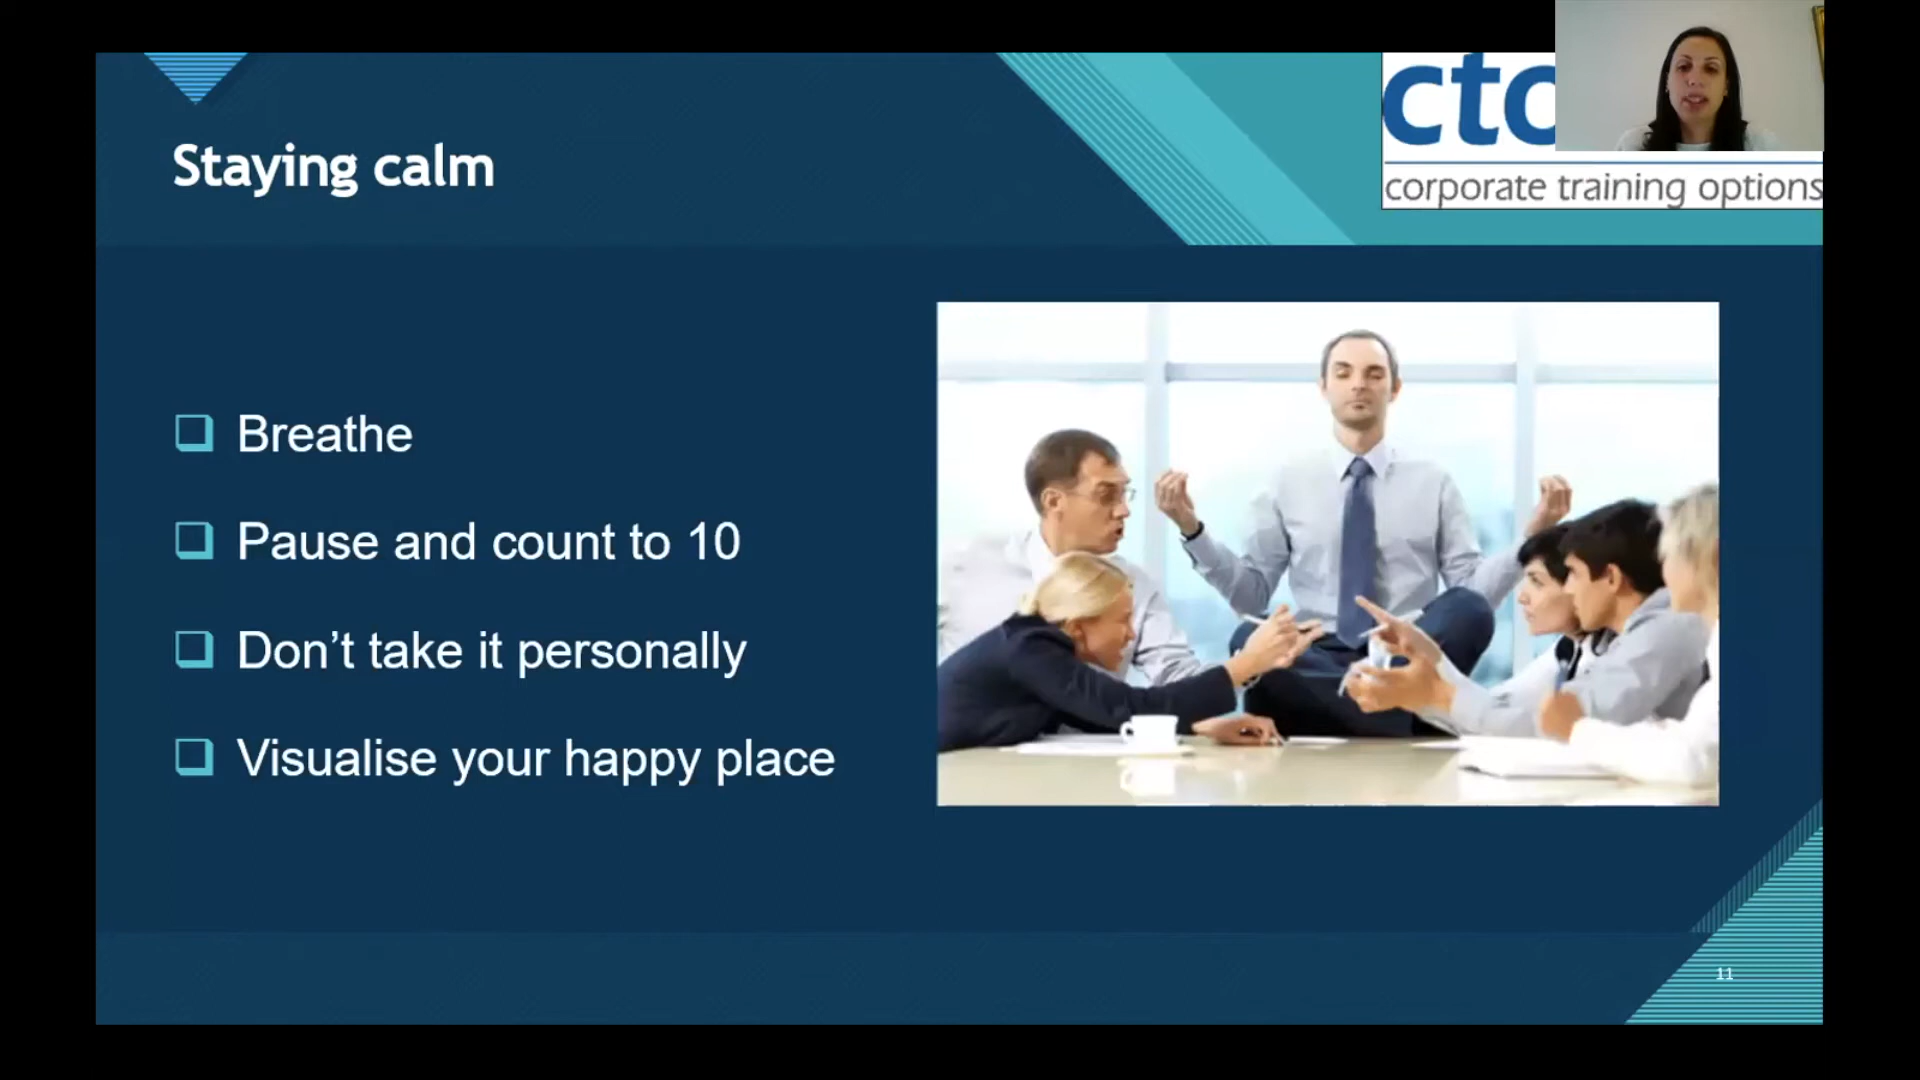 cto
corporate training options
Staying calm
Breathe
Pause and count to 10
Don’t take it personally
Visualise your happy place
11